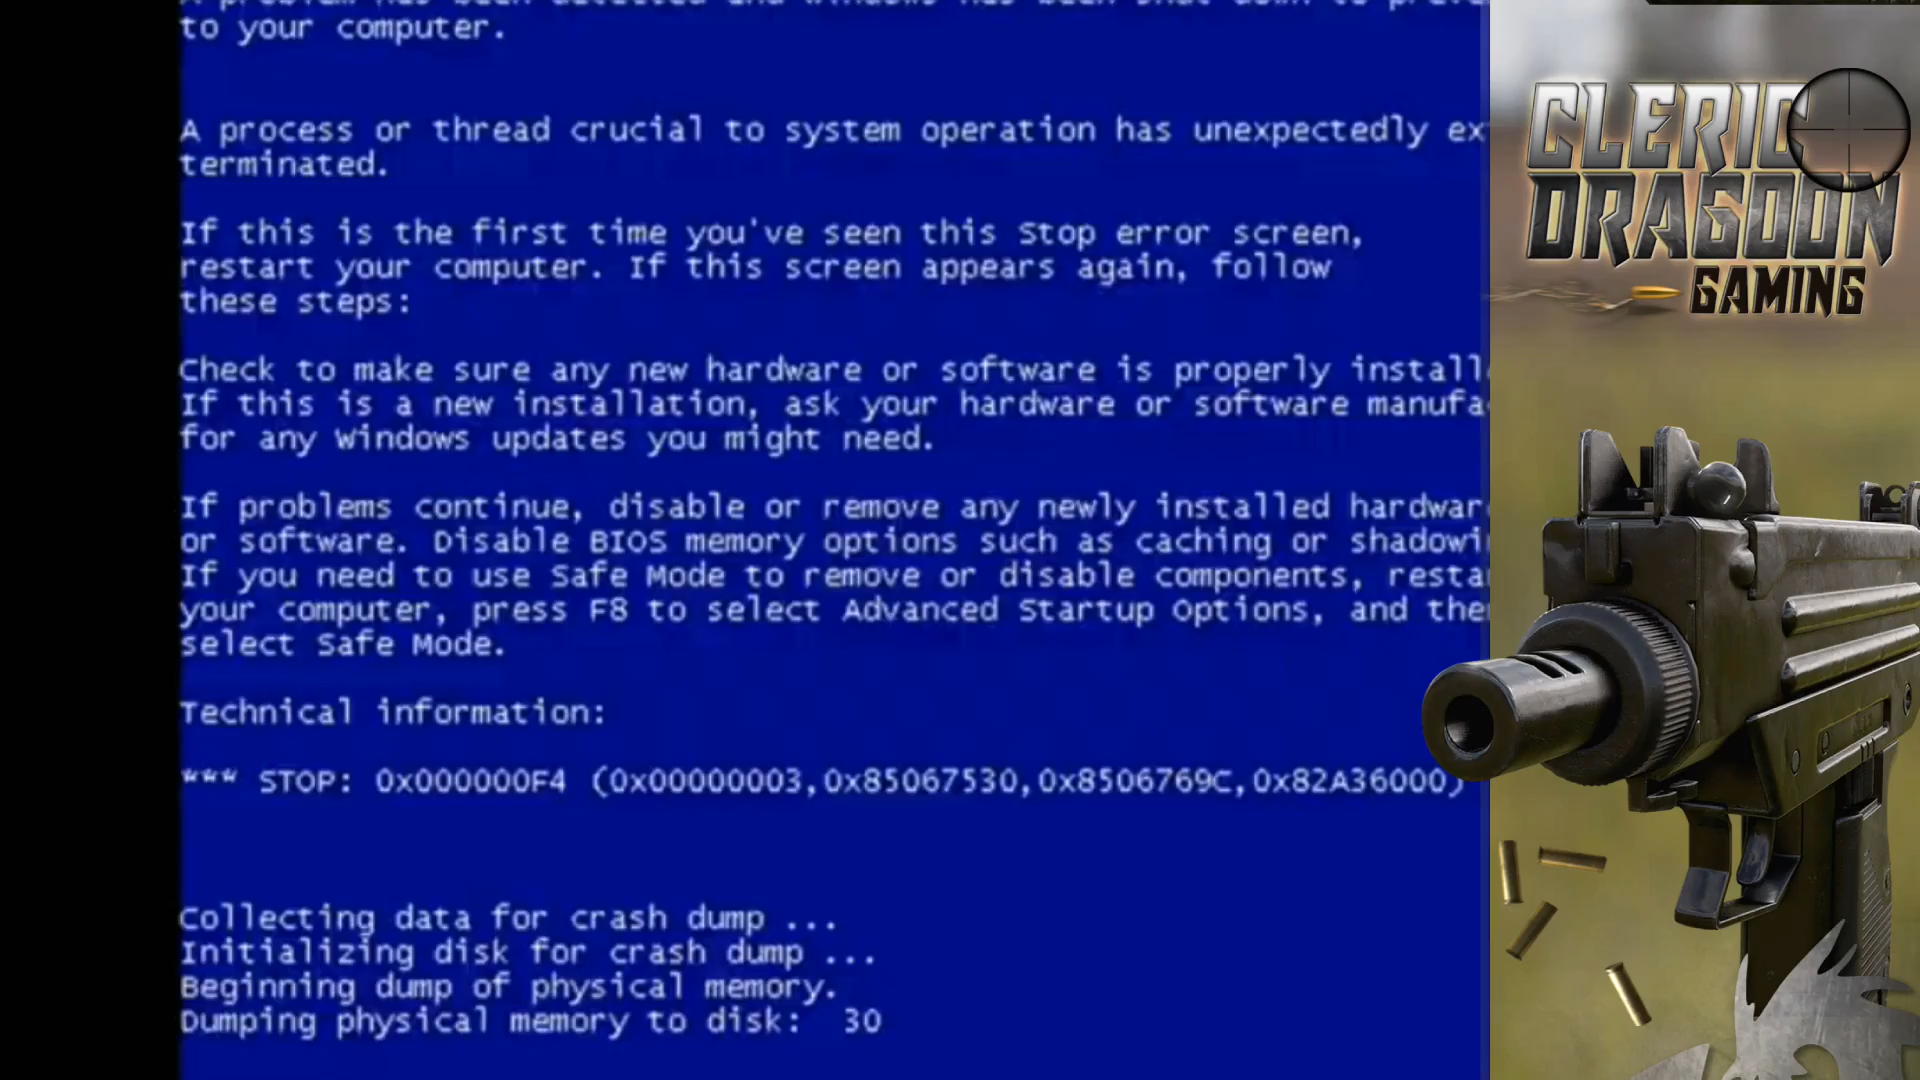 to your computer.
A process or thread crucial to system operation has unexpectedly
terminated.
If this is the first time you've seen this Stop error screen,
restart your computer. If this screen appears again, follow
these steps:
Check to make sure any new hardware or software is properly
If this is a new installation, ask your hardware or software
for any Windows updates you might need.
If problems continue, disable or remove any newly installed
or software. Disable BIOS memory options such as caching or
If you need to use Safe Mode to remove or disable components,
your computer, press F8 to select Advanced Startup Options, and
select Safe Mode.
Technical information:
*** STOP: 0x000000F4 (0x00000003,0x85067530,0x8506769C,0x82A36000)
Collecting data for crash dump ...
Initializing disk for crash dump ...
Beginning dump of physical memory.
Dumping physical memory to disk:  30
CLERIC
DRAGOON
GAMING